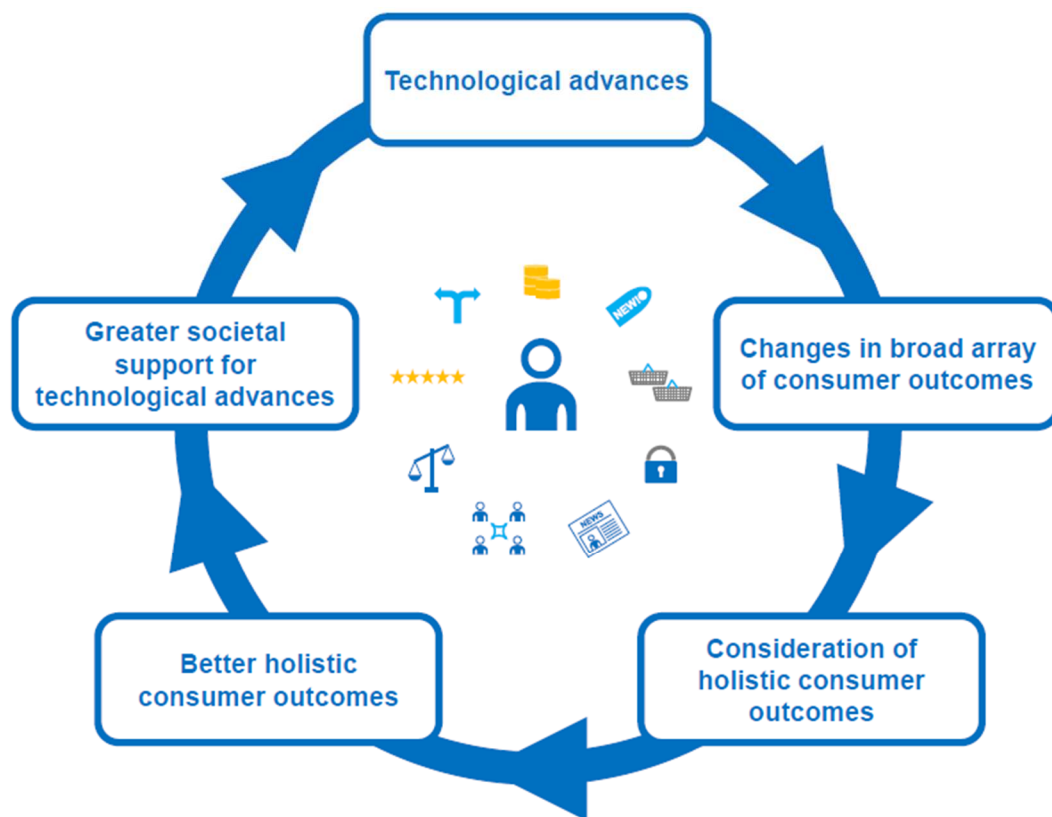 Technological advances
Changes in broad array
of consumer outcomes
Consideration of
holistic consumer
outcomes
Better holistic
consumer outcomes
Greater societal
support for
technological advances
NEW!
NEWS